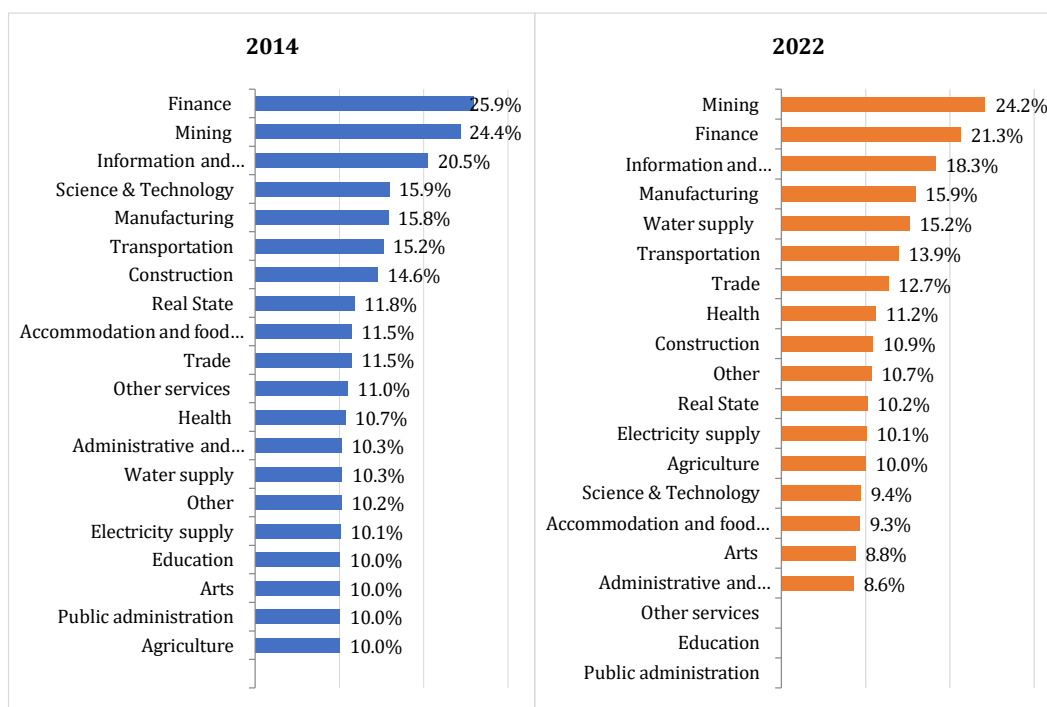 2014
Finance 25.9%
Mining 24.4%
Information and... 20.5%
Science & Technology 15.9%
Manufacturing 15.8%
Transportation 15.2%
Construction 14.6%
Real State 11.8%
Accommodation and food... 11.5%
Trade 11.5%
Other services 11.0%
Health 10.7%
Administrative and... 10.3%
Water supply 10.3%
Other 10.2%
Electricity supply 10.1%
Education 10.0%
Arts 10.0%
Public administration 10.0%
Agriculture 10.0%
2022
Mining 24.2%
Finance 21.3%
Information and... 18.3%
Manufacturing 15.9%
Water supply 15.2%
Transportation 13.9%
Trade 12.7%
Health 11.2%
Construction 10.9%
Other 10.7%
Real State 10.2%
Electricity supply 10.1%
Agriculture 10.0%
Science & Technology 9.4%
Accommodation and food... 9.3%
Arts 8.8%
Administrative and... 8.6%
Other services
Education
Public administration